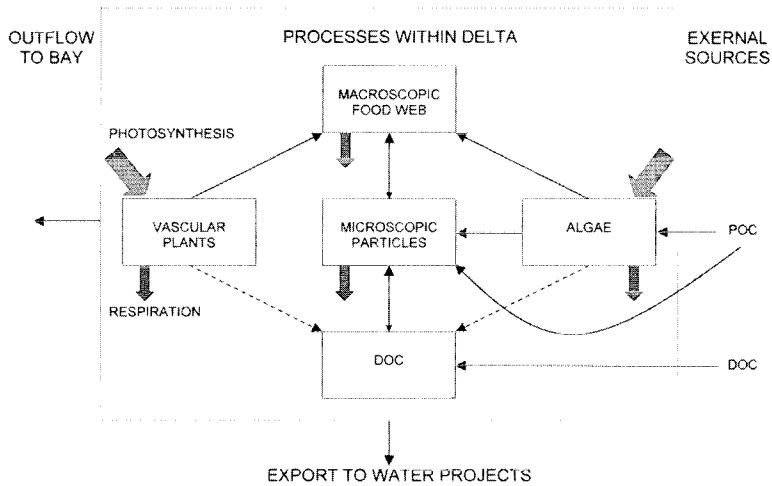 OUTFLOW
TO BAY
PROCESSES WITHIN DELTA
EXERNAL
SOURCES
MACROSCOPIC
FOOD WEB
PHOTOSYNTHESIS
VASCULAR
PLANTS
MICROSCOPIC
PARTICLES
ALGAE
POC
RESPIRATION
DOC
DOC
EXPORT TO WATER PROJECTS